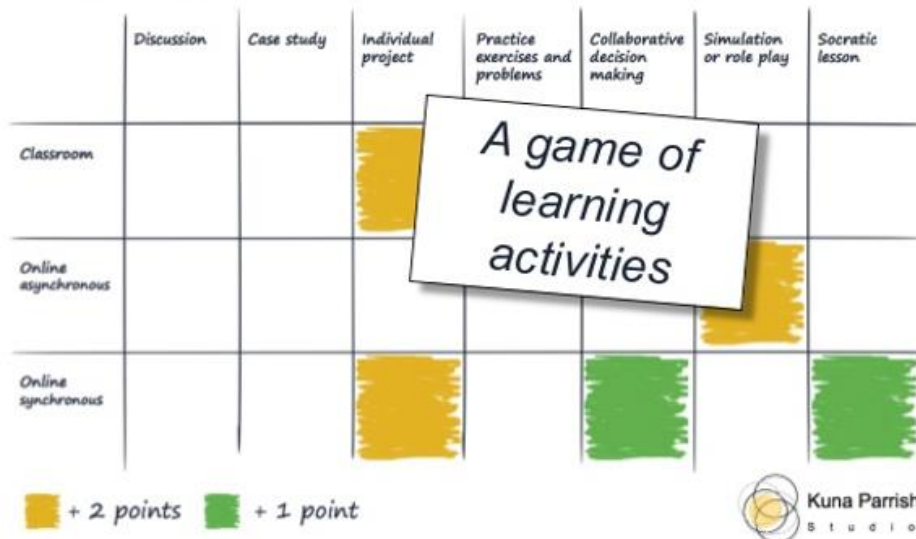 Discussion
Case study
Individual
project
Practice
exercises and
problems
Collaborative
decision
making
Simulation
or role play
Socratic
lesson
Classroom
A game of
learning
activities
Online
asynchronous
Online
synchronous
+ 2 points
+ 1 point
Kuna Parrish
Studio